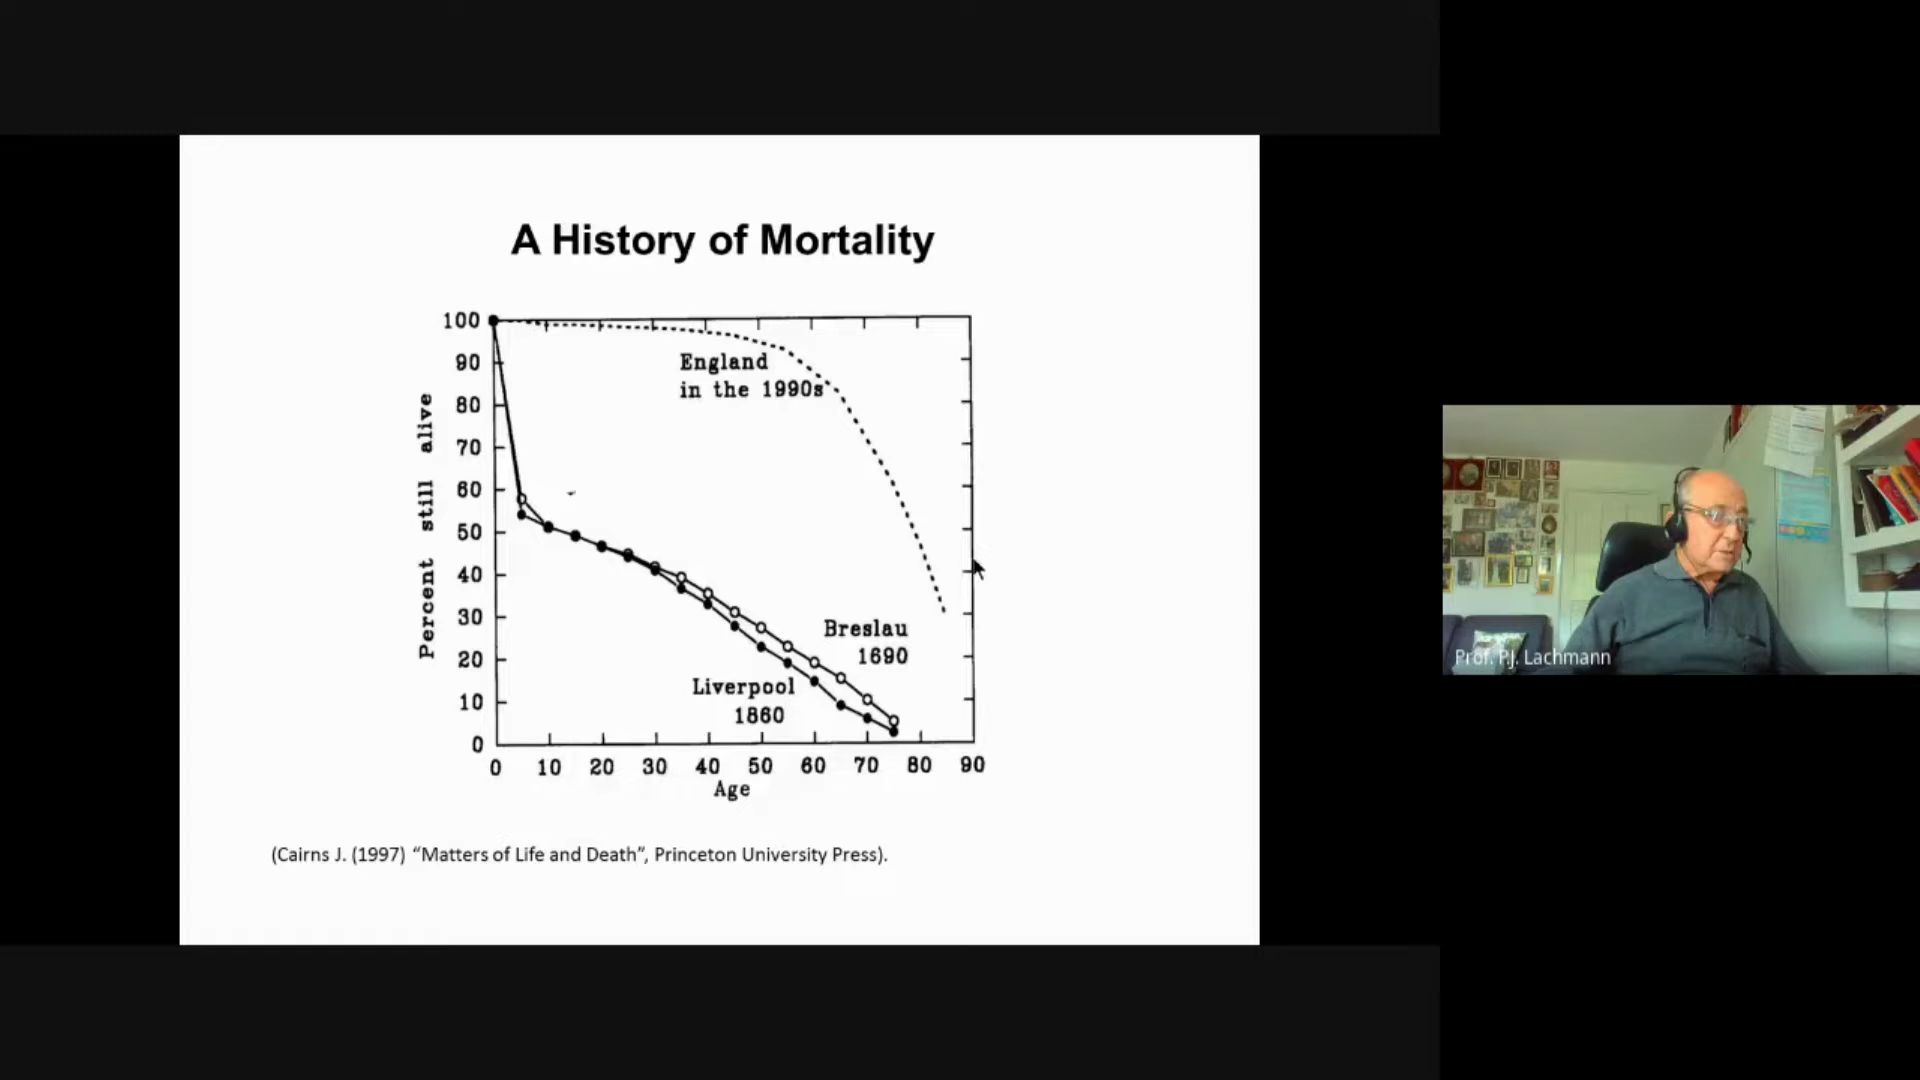 A History of Mortality
100
90
80
70
60
50
40
30
20
10
0
Percent still alive
England
in the 1990s
Breslau
1690
Liverpool
1860
0 10 20 30 40 50 60 70 80 90
Age
(Cairns J. (1997) “Matters of Life and Death”, Princeton University Press).
Prof. P.J. Lachmann